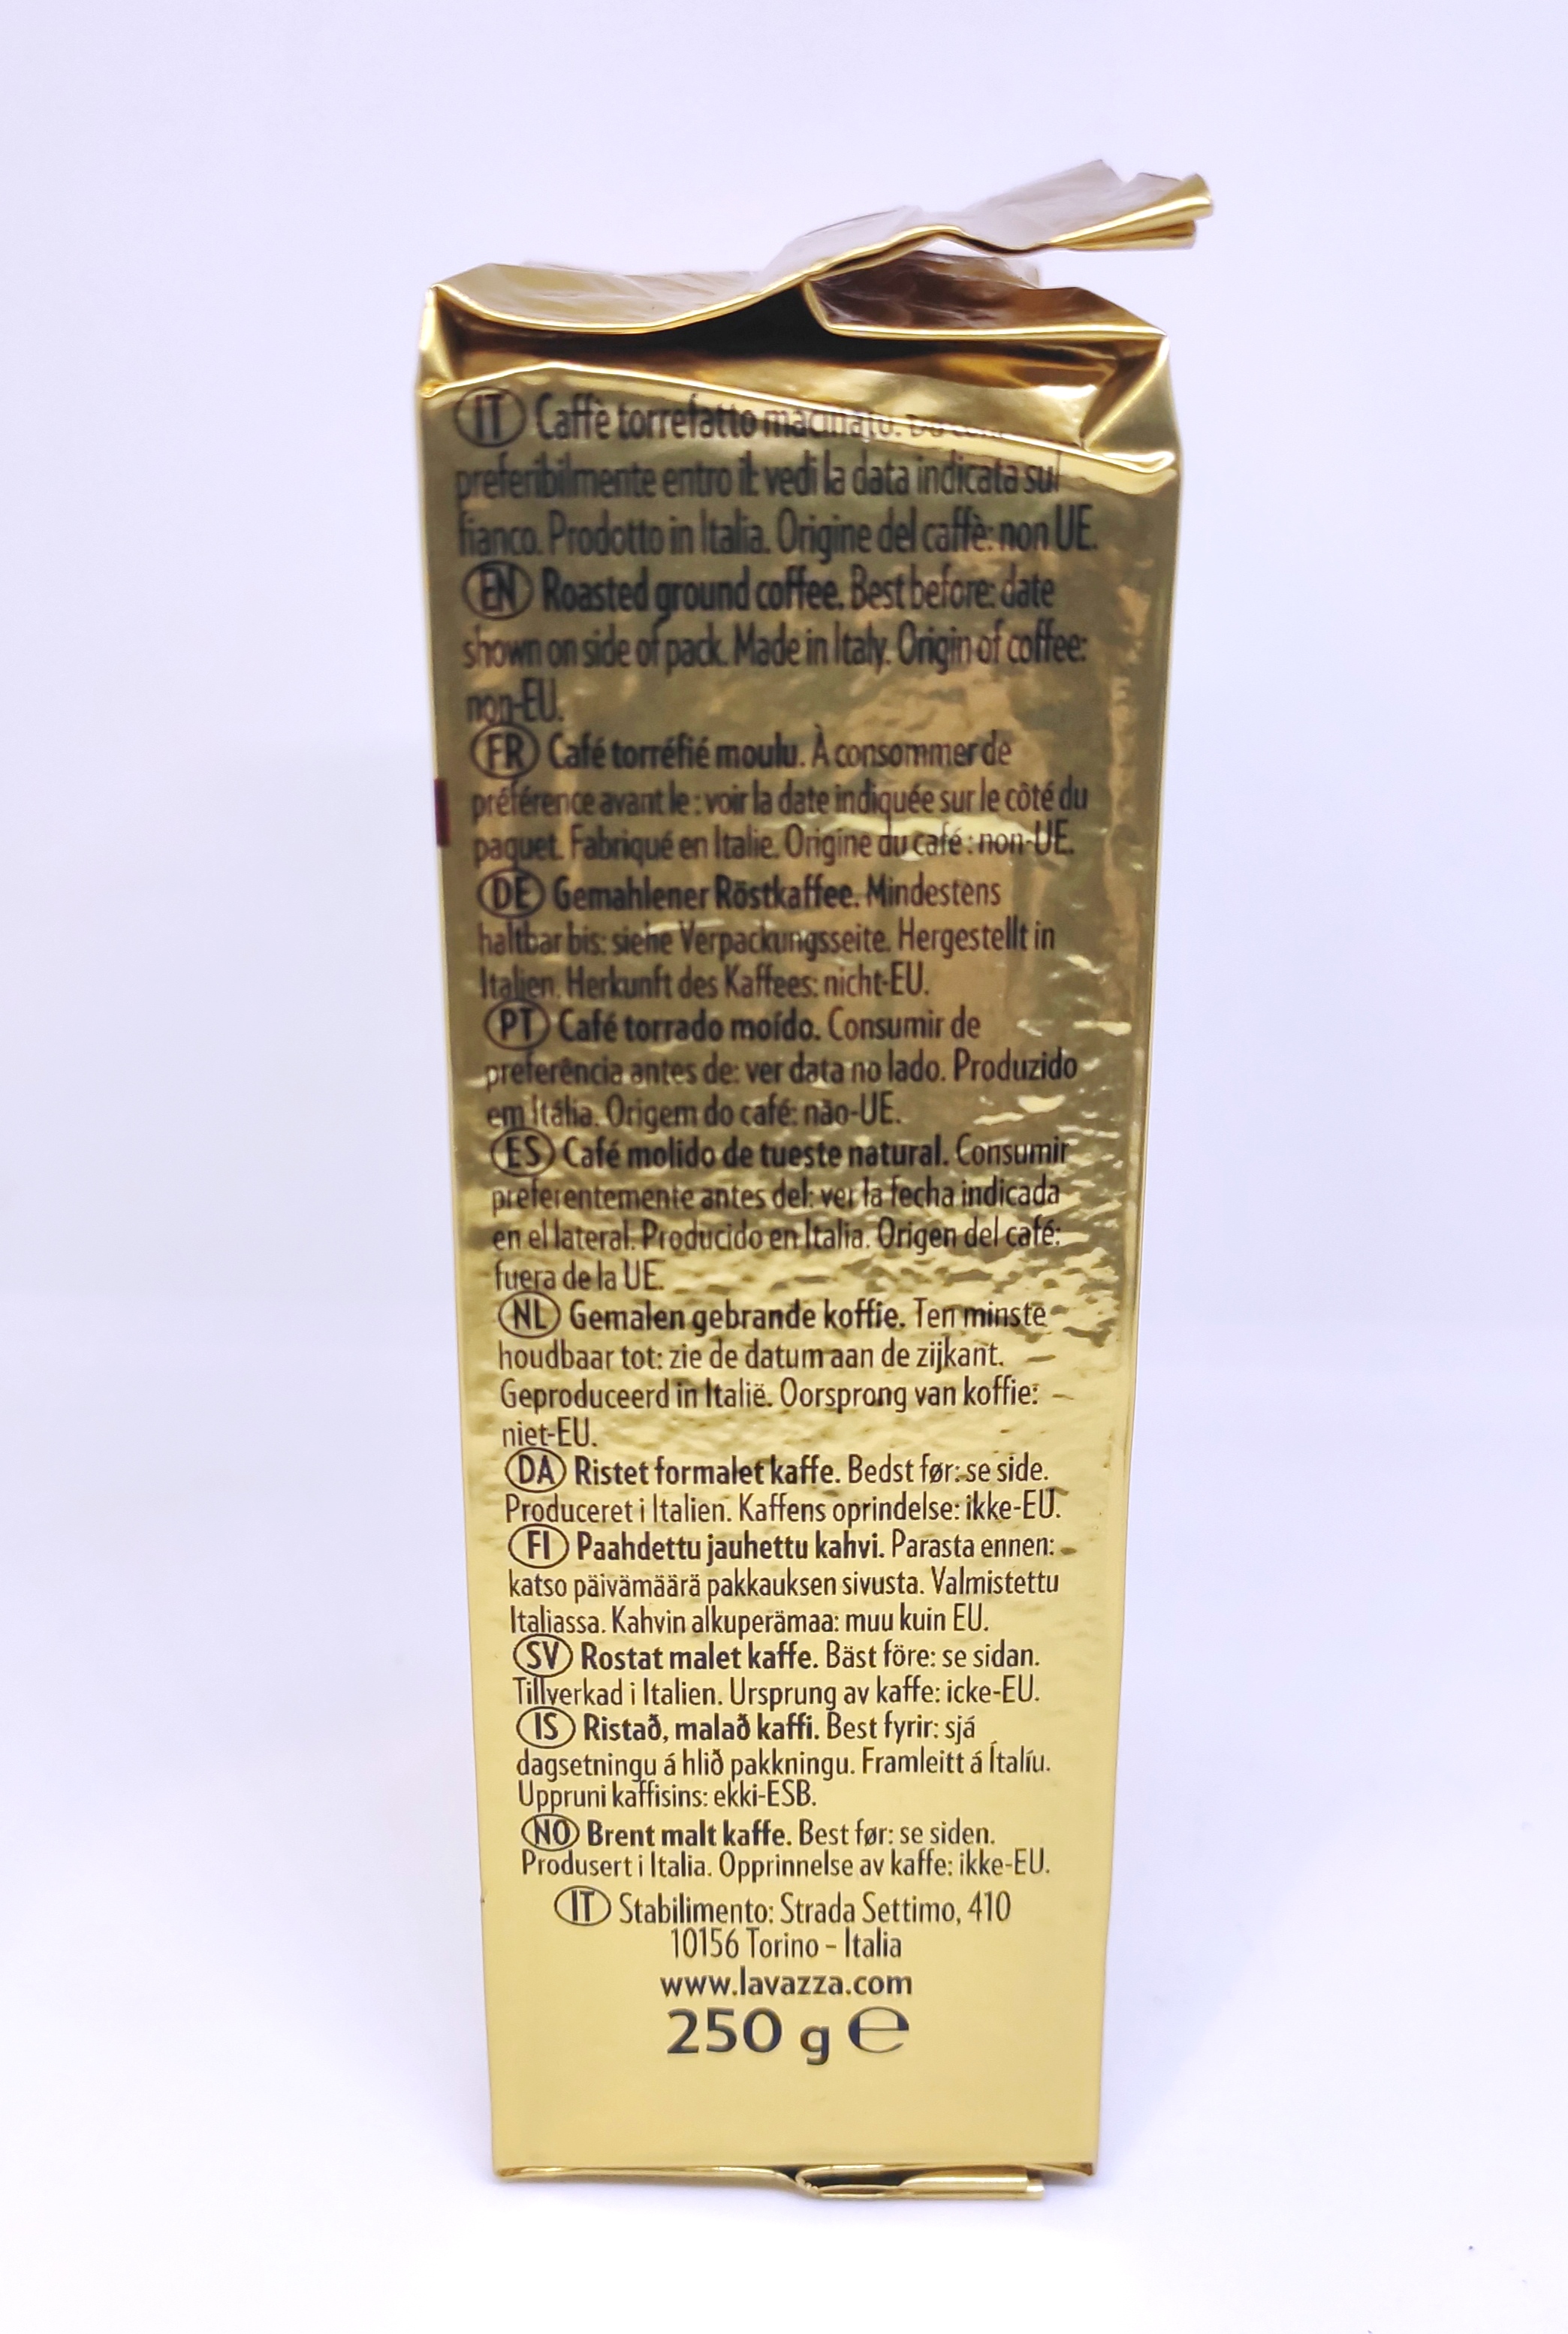 IT Caffè torrefatto macinato.
preferibilmente entro il: vedi la data indicata sul
fianco. Prodotto in Italia. Origine del caffè: non UE.
EN Roasted ground coffee. Best before: date
shown on side of pack. Made in Italy. Origin of coffee:
non-EU.
FR Café torréfié moulu. À consommer de
préférence avant le : voir la date indiquée sur le côté du
paquet. Fabriqué en Italie. Origine du café : non-UE.
DE Gemahlener Röstkaffee. Mindestens
haltbar bis: siehe Verpackungsseite. Hergestellt in
Italien. Herkunft des Kaffees: nicht-EU.
PT Café torrado moído. Consumir de
preferência antes de: ver data no lado. Produzido
em Itália. Origem do café: não-UE.
ES Café molido de tueste natural. Consumir
preferentemente antes del: ver la fecha indicada
en el lateral. Producido en Italia. Origen del café:
fuera de la UE.
NL Gemalen gebrande koffie. Ten minste
houdbaar tot: zie de datum aan de zijkant.
Geproduceerd in Italië. Oorsprong van koffie:
niet-EU.
DA Ristet formalet kaffe. Bedst før: se side.
Produceret i Italien. Kaffens oprindelse: ikke-EU.
FI Paahdettu jauhettu kahvi. Parasta ennen:
katso päivämäärä pakkauksen sivusta. Valmistettu
Italiassa. Kahvin alkuperämaa: muu kuin EU.
SV Rostat malet kaffe. Bäst före: se sidan.
Tillverkad i Italien. Ursprung av kaffe: icke-EU.
IS Ristað, malað kaffi. Best fyrir: sjá
dagsetningu á hlið pakkningu. Framleitt á Ítalíu.
Uppruni kaffisins: ekki-ESB.
NO Brent malt kaffe. Best før: se siden.
Produsert i Italia. Opprinnelse av kaffe: ikke-EU.
IT Stabilimento: Strada Settimo, 410
10156 Torino - Italia
www.lavazza.com
250 g ℮